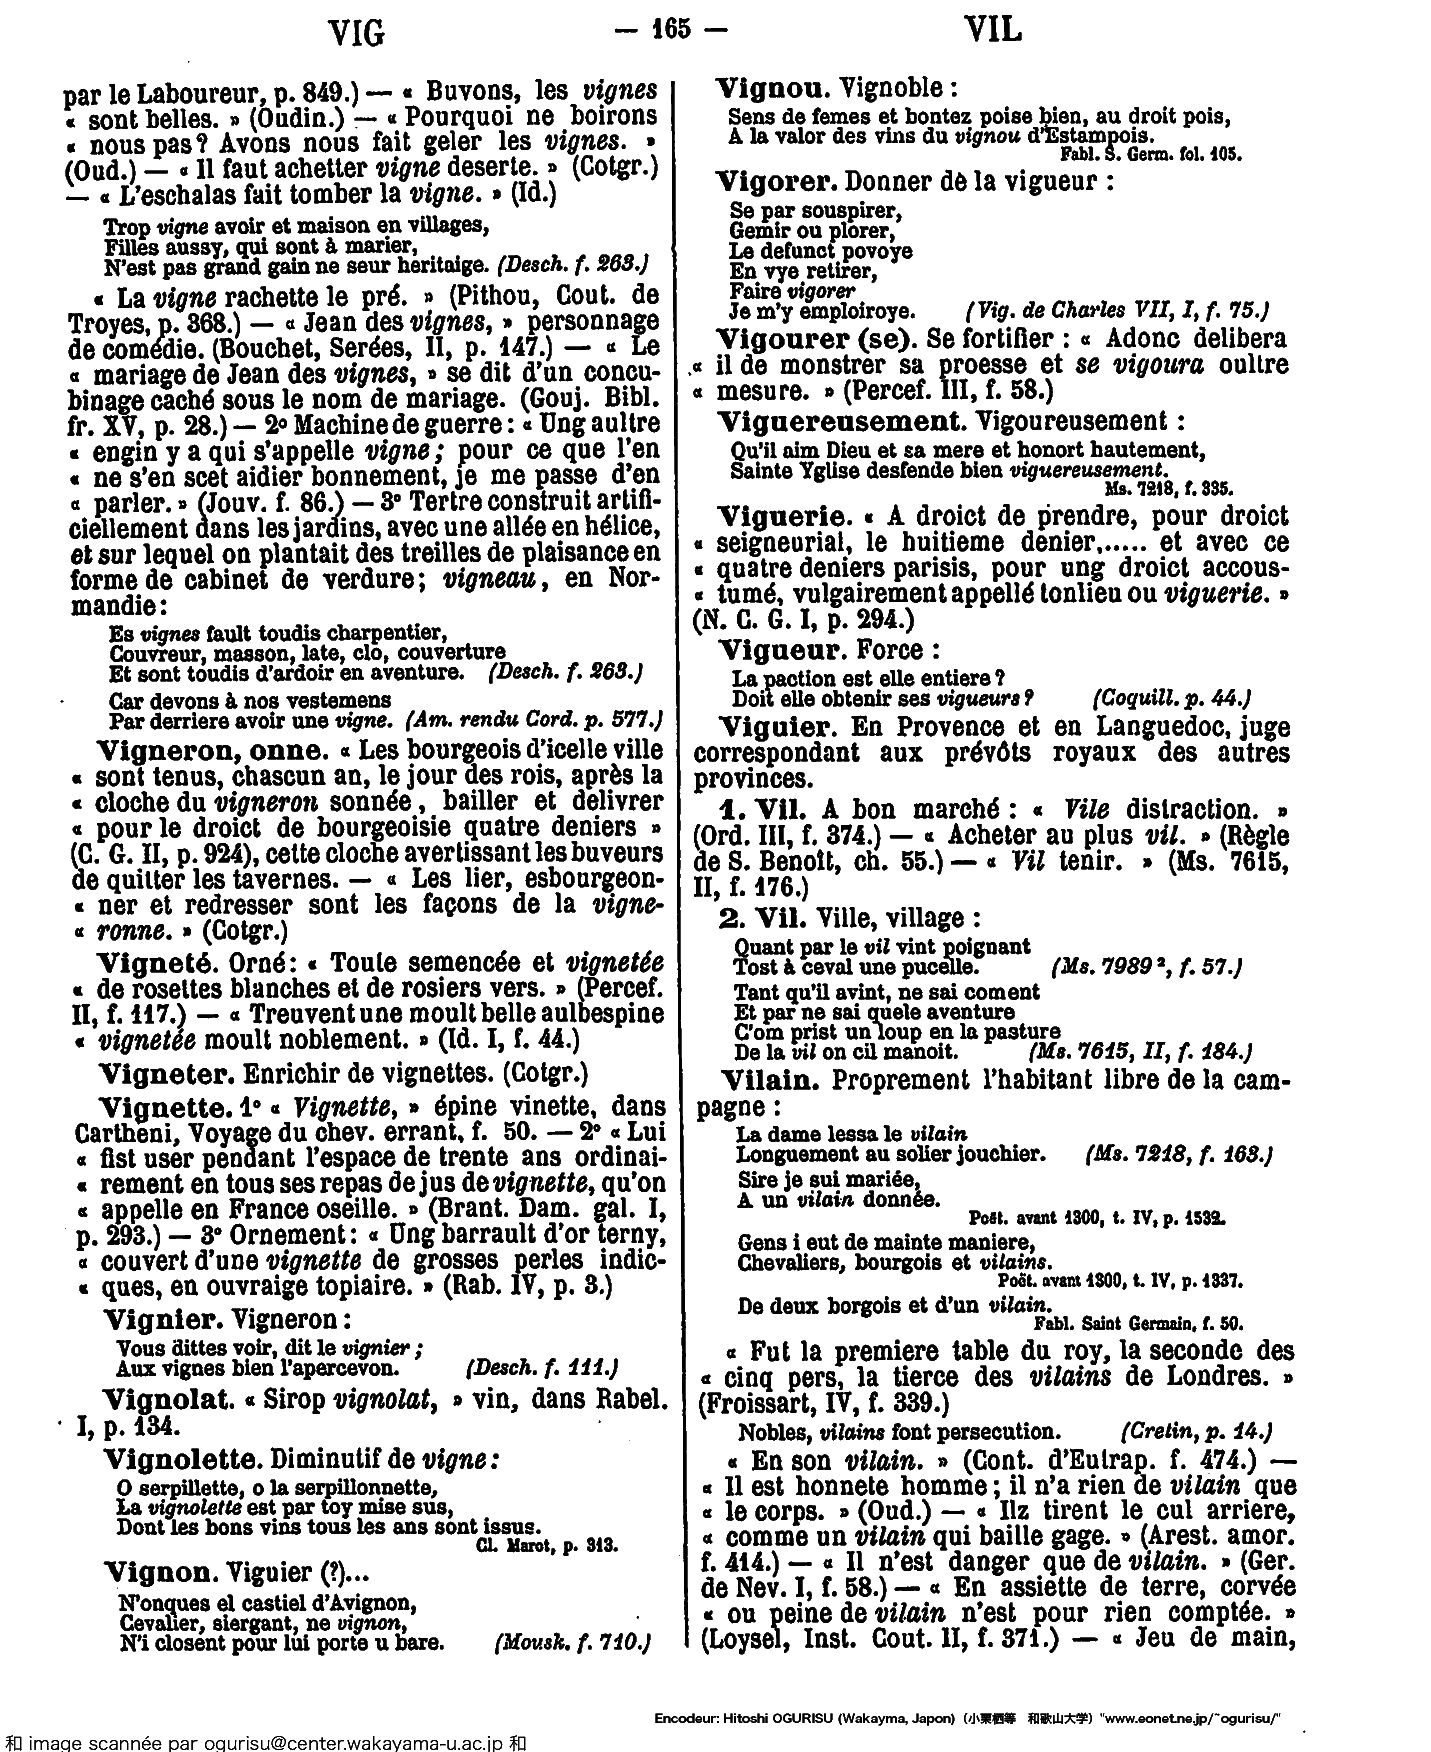 VIG
— 165 —
VIL
par le Laboureur, p. 849.) — « Buvons, les vignes
« sont belles. » (Oudin.) — « Pourquoi ne boirons
« nous pas? Avons nous fait geler les vignes. »
(Oud.) — « Il faut achetter vigne deserte. » (Cotgr.)
— « L'eschalas fait tomber la vigne. » (Id.)
Trop vigne avoir et maison en villages,
Filles aussy, qui sont à marier,
N'est pas grand gain ne seur heritaige. (Desch. f. 263.)
« La vigne rachette le pré. » (Pithou, Cout. de
Troyes, p. 368.) — « Jean des vignes, » personnage
de comédie. (Bouchet, Serées, II, p. 147.) — « Le
« mariage de Jean des vignes, » se dit d'un concu-
binage caché sous le nom de mariage. (Gouj. Bibl.
fr. XV, p. 28.) — 2° Machine de guerre : « Ung aultre
« engin y a qui s'appelle vigne ; pour ce que l'en
« ne s'en scet aidier bonnement, je me passe d'en
« parler. » (Jouv. f. 86.) — 3° Tertre construit artifi-
ciellement dans les jardins, avec une allée en hélice,
et sur lequel on plantait des treilles de plaisance en
forme de cabinet de verdure ; vigneau, en Nor-
mandie :
Es vignes fault toudis charpentier,
Couvreur, masson, late, clo, couverture
Et sont toudis d'ardoir en aventure. (Desch. f. 263.)
Car devons à nos vestemens
Par derriere avoir une vigne. (Am. rendu Cord. p. 577.)
Vigneron, onne. « Les bourgeois d'icelle ville
« sont tenus, chascun an, le jour des rois, après la
« cloche du vigneron sonnée, bailler et delivrer
« pour le droict de bourgeoisie quatre deniers »
(C. G. II, p. 924), cette cloche avertissant les buveurs
de quitter les tavernes. — « Les lier, esbourgeon-
« ner et redresser sont les façons de la vigne-
« ronne. » (Cotgr.)
Vigneté. Orné : « Toute semencée et vignetée
« de rosettes blanches et de rosiers vers. » (Percef.
II, f. 117.) — « Treuvent une moult belle aulbespine
« vignetée moult noblement. » (Id. I, f. 44.)
Vigneter. Enrichir de vignettes. (Cotgr.)
Vignette. 1° « Vignette, » épine vinette, dans
Cartheni, Voyage du chev. errant, f. 50. — 2° « Lui
« fist user pendant l'espace de trente ans ordinai-
« rement en tous ses repas de jus de vignette, qu'on
« appelle en France oseille. » (Brant. Dam. gal. I,
p. 293.) — 3° Ornement : « Ung barrault d'or terny,
« couvert d'une vignette de grosses perles indic-
« ques, en ouvraige topiaire. » (Rab. IV, p. 3.)
Vignier. Vigneron :
Vous dittes voir, dit le vignier ;
Aux vignes bien l'apercevon. (Desch. f. 111.)
Vignolat. « Sirop vignolat, » vin, dans Rabel.
I, p. 134.
Vignolette. Diminutif de vigne :
O serpillette, o la serpillonnette,
La vignolette est par toy mise sus,
Dont les bons vins tous les ans sont issus.
Cl. Marot, p. 313.
Vignon. Viguier (?)...
N'onques el castiel d'Avignon,
Cevalier, siergant, ne vignon,
N'i closent pour lui porte u bare. (Mousk. f. 710.)
Vignou. Vignoble :
Sens de femes et bontez poise bien, au droit pois,
A la valor des vins du vignou d'Estampois.
Fabl. S. Germ. fol. 105.
Vigorer. Donner dè la vigueur :
Se par souspirer,
Gemir ou plorer,
Le defunct povoye
En vye retirer,
Faire vigorer
Je m'y emploiroye. (Vig. de Charles VII, I, f. 75.)
Vigourer (se). Se fortifier : « Adonc delibera
« il de monstrer sa proesse et se vigoura oultre
« mesure. » (Percef. III, f. 58.)
Viguereusement. Vigoureusement :
Qu'il aim Dieu et sa mere et honort hautement,
Sainte Yglise desfende bien viguereusement.
Ms. 7218, f. 335.
Viguerie. « A droict de prendre, pour droict
« seigneurial, le huitieme denier,..... et avec ce
« quatre deniers parisis, pour ung droict accous-
« tumé, vulgairement appellé tonlieu ou viguerie. »
(N. C. G. I, p. 294.)
Vigueur. Force :
La paction est elle entiere ?
Doit elle obtenir ses vigueurs ? (Coquill. p. 44.)
Viguier. En Provence et en Languedoc, juge
correspondant aux prévôts royaux des autres
provinces.
1. Vil. A bon marché : « Vile distraction. »
(Ord. III, f. 374.) — « Acheter au plus vil. » (Règle
de S. Benoît, ch. 55.) — « Vil tenir. » (Ms. 7615,
II, f. 176.)
2. Vil. Ville, village :
Quant par le vil vint poignant
Tost à ceval une pucelle. (Ms. 7989 ², f. 57.)
Tant qu'il avint, ne sai coment
Et par ne sai quele aventure
C'om prist un loup en la pasture
De la vil on cil manoit. (Ms. 7615, II, f. 184.)
Vilain. Proprement l'habitant libre de la cam-
pagne :
La dame lessa le vilain
Longuement au solier jouchier. (Ms. 7218, f. 163.)
Sire je sui mariée,
A un vilain donnée.
Poët. avant 1300, t. IV, p. 1532.
Gens i eut de mainte maniere,
Chevaliers, bourgois et vilains.
Poët. avant 1300, t. IV, p. 1337.
De deux borgois et d'un vilain.
Fabl. Saint Germain, f. 50.
« Fut la premiere table du roy, la seconde des
« cinq pers, la tierce des vilains de Londres. »
(Froissart, IV, f. 339.)
Nobles, vilains font persecution. (Cretin, p. 14.)
« En son vilain. » (Cont. d'Eutrap. f. 474.) —
« Il est honnete homme ; il n'a rien de vilain que
« le corps. » (Oud.) — « Ilz tirent le cul arriere,
« comme un vilain qui baille gage. » (Arest. amor.
f. 414.) — « Il n'est danger que de vilain. » (Ger.
de Nev. I, f. 58.) — « En assiette de terre, corvée
« ou peine de vilain n'est pour rien comptée. »
(Loysel, Inst. Cout. II, f. 371.) — « Jeu de main,
Encodeur: Hitoshi OGURISU (Wakayma, Japon) (小栗栖等 和歌山大学) "www.eonet.ne.jp/~ogurisu/"
和 image scannée par ogurisu@center.wakayama-u.ac.jp 和